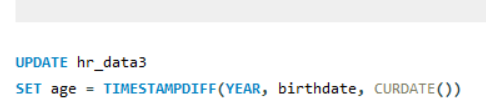 UPDATE hr_data3
SET age = TIMESTAMPDIFF(YEAR, birthdate, CURDATE())